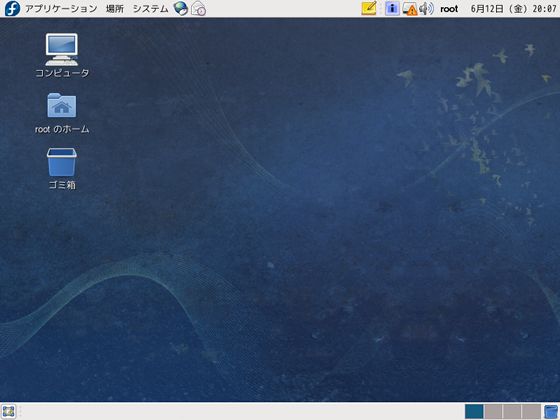 アプリケーション 場所 システム root 6月12日 (金) 20:07
コンピュータ
root のホーム
ゴミ箱